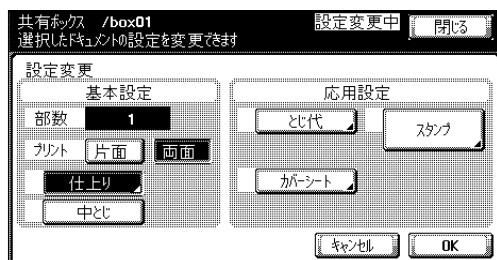 共有ボックス /box01 設定変更中 閉じる
選択したドキュメントの設定を変更できます
設定変更
基本設定 応用設定
部数 1 とじ代 スタンプ
プリント 片面 両面
仕上り カバーシート
中とじ
キャンセル OK